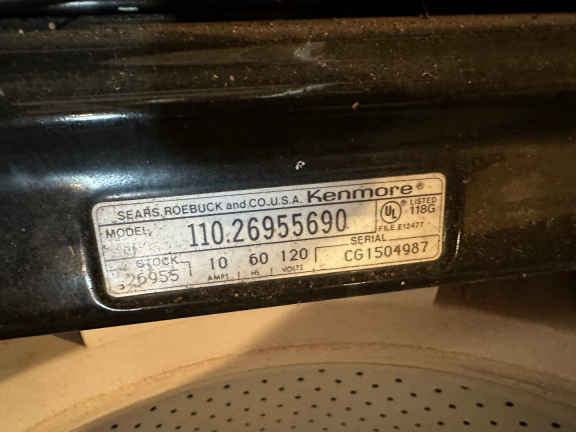 SEARS, ROEBUCK and CO. U.S.A. Kenmore®
MODEL 110.26955690 UL® LISTED 118G
FILE E12477
STOCK 26955 10 AMPS 60 Hz 120 VOLTS SERIAL CG1504987